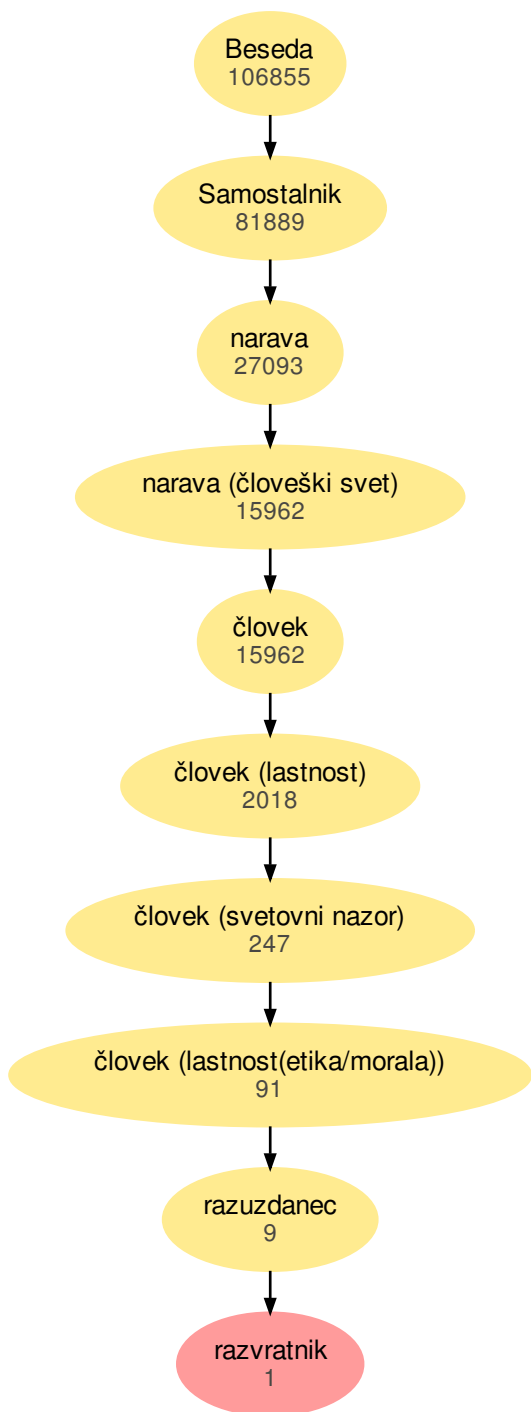 Beseda
106855
Samostalnik
81889
narava
27093
narava (človeški svet)
15962
človek
15962
človek (lastnost)
2018
človek (svetovni nazor)
247
človek (lastnost(etika/morala))
91
razuzdanec
9
razvratnik
1